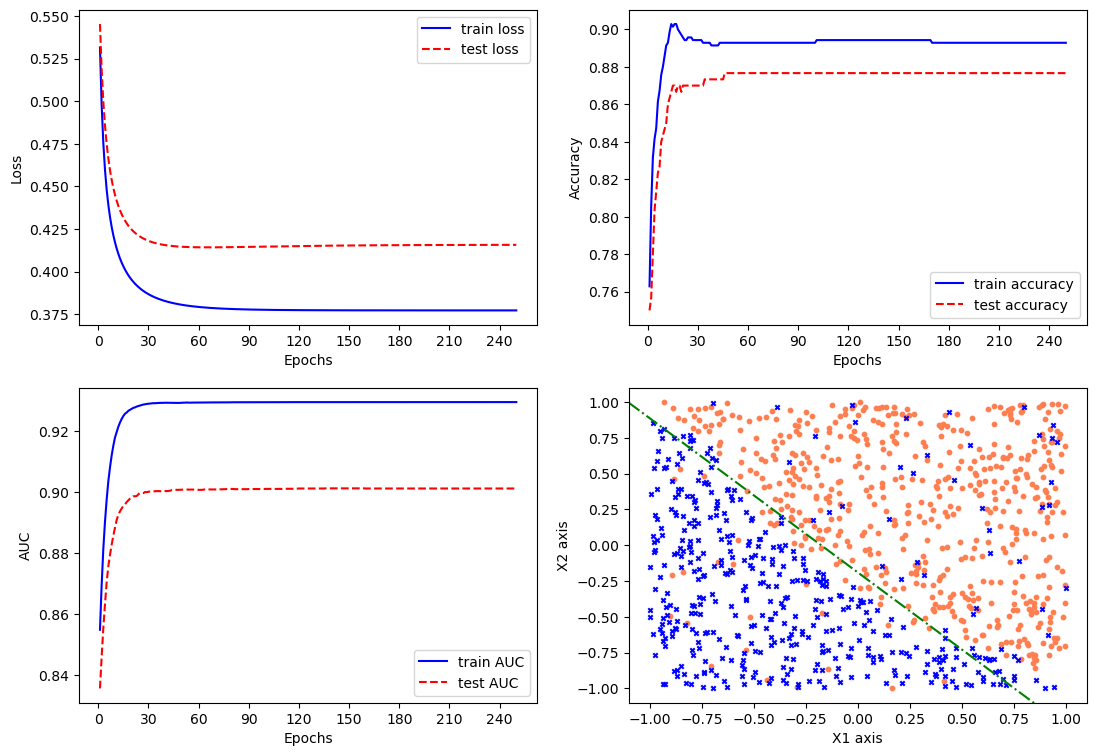 0.550
0.525
0.500
0.475
0.450
0.425
0.400
0.375
Loss
train loss
test loss
0 30 60 90 120 150 180 210 240
Epochs
0.90
0.88
0.86
0.84
0.82
0.80
0.78
0.76
Accuracy
train accuracy
test accuracy
0 30 60 90 120 150 180 210 240
Epochs
0.92
0.90
0.88
0.86
0.84
AUC
train AUC
test AUC
0 30 60 90 120 150 180 210 240
Epochs
1.00
0.75
0.50
0.25
0.00
−0.25
−0.50
−0.75
−1.00
X2 axis
−1.00 −0.75 −0.50 −0.25 0.00 0.25 0.50 0.75 1.00
X1 axis